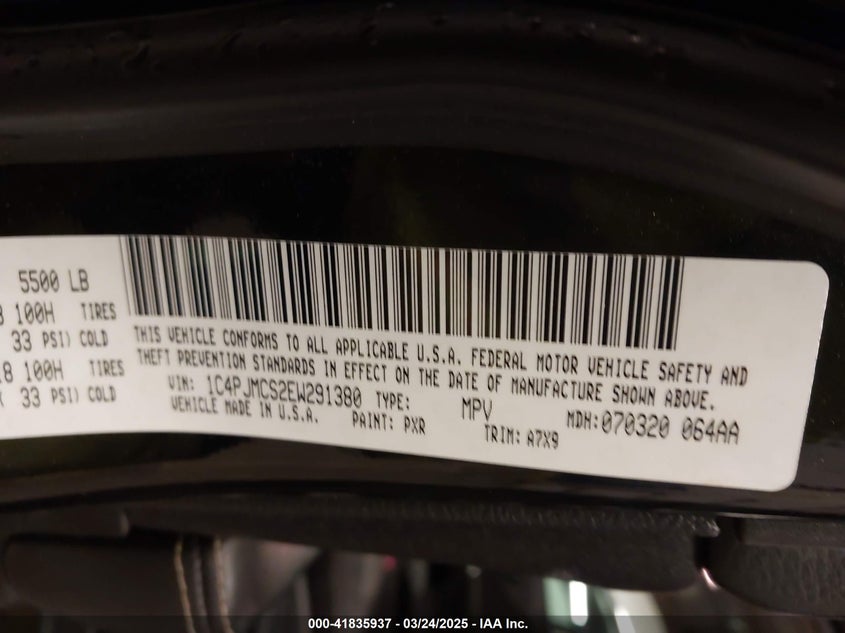 5500 LB
100H TIRES
33 PSI) COLD
18 100H TIRES
33 PSI) COLD
THIS VEHICLE CONFORMS TO ALL APPLICABLE U.S.A. FEDERAL MOTOR VEHICLE SAFETY AND
THEFT PREVENTION STANDARDS IN EFFECT ON THE DATE OF MANUFACTURE SHOWN ABOVE.
VIN: 1C4PJMCS2EW291380 TYPE: MPV MDH:070320 064AA
VEHICLE MADE IN U.S.A. PAINT: PXR TRIM: A7X9
000-41835937 - 03/24/2025 - IAA Inc.